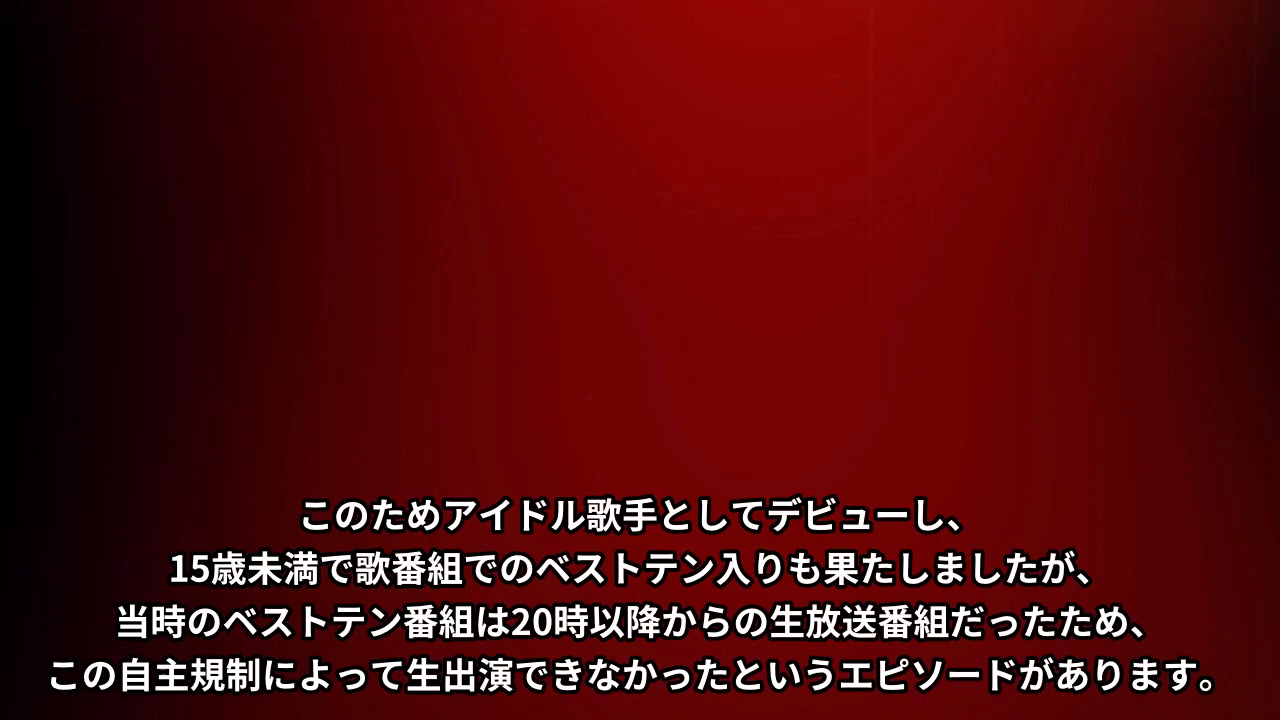 このためアイドル歌手としてデビューし、
15歳未満で歌番組でのベストテン入りも果たしましたが、
当時のベストテン番組は20時以降からの生放送番組だったため、
この自主規制によって生出演できなかったというエピソードがあります。